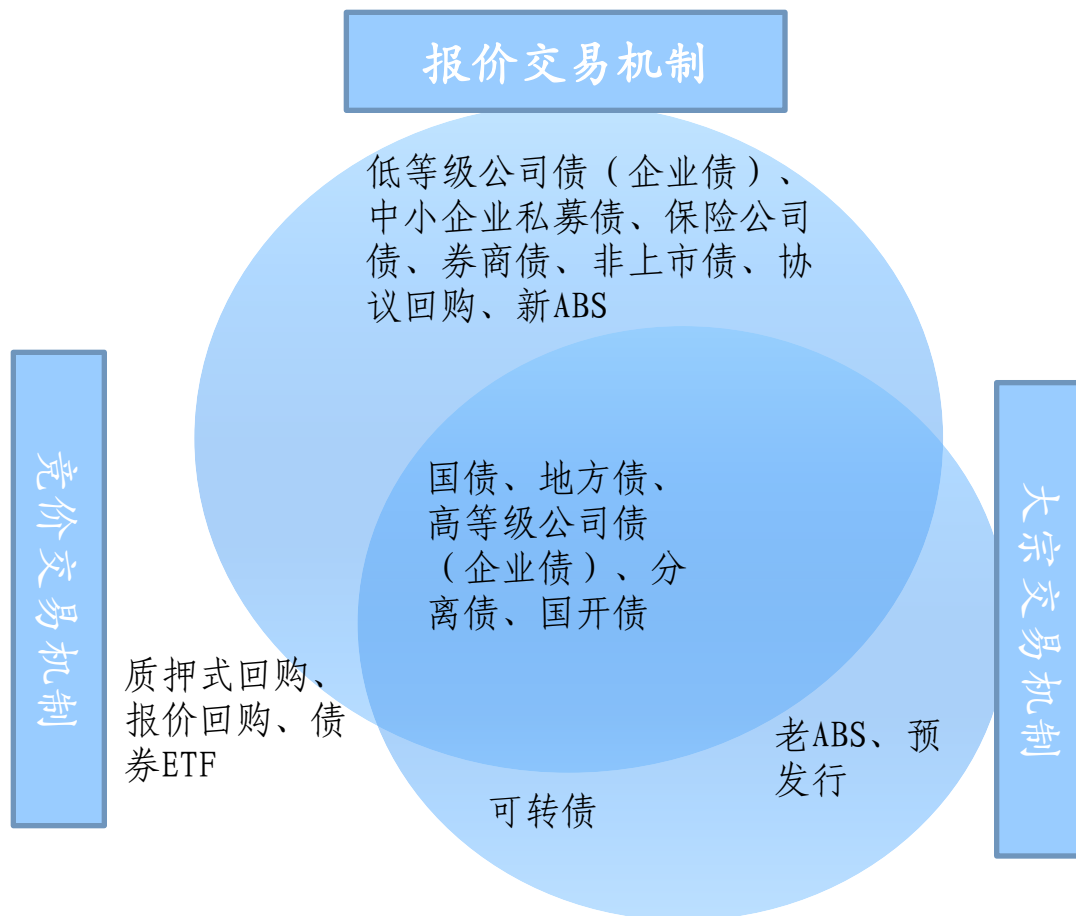 报价交易机制
低等级公司债（企业债）、
中小企业私募债、保险公司
债、券商债、非上市债、协
议回购、新ABS
竞价交易机制
国债、地方债、
高等级公司债
（企业债）、分
离债、国开债
大宗交易机制
质押式回购、
报价回购、债
券ETF
老ABS、预
发行
可转债